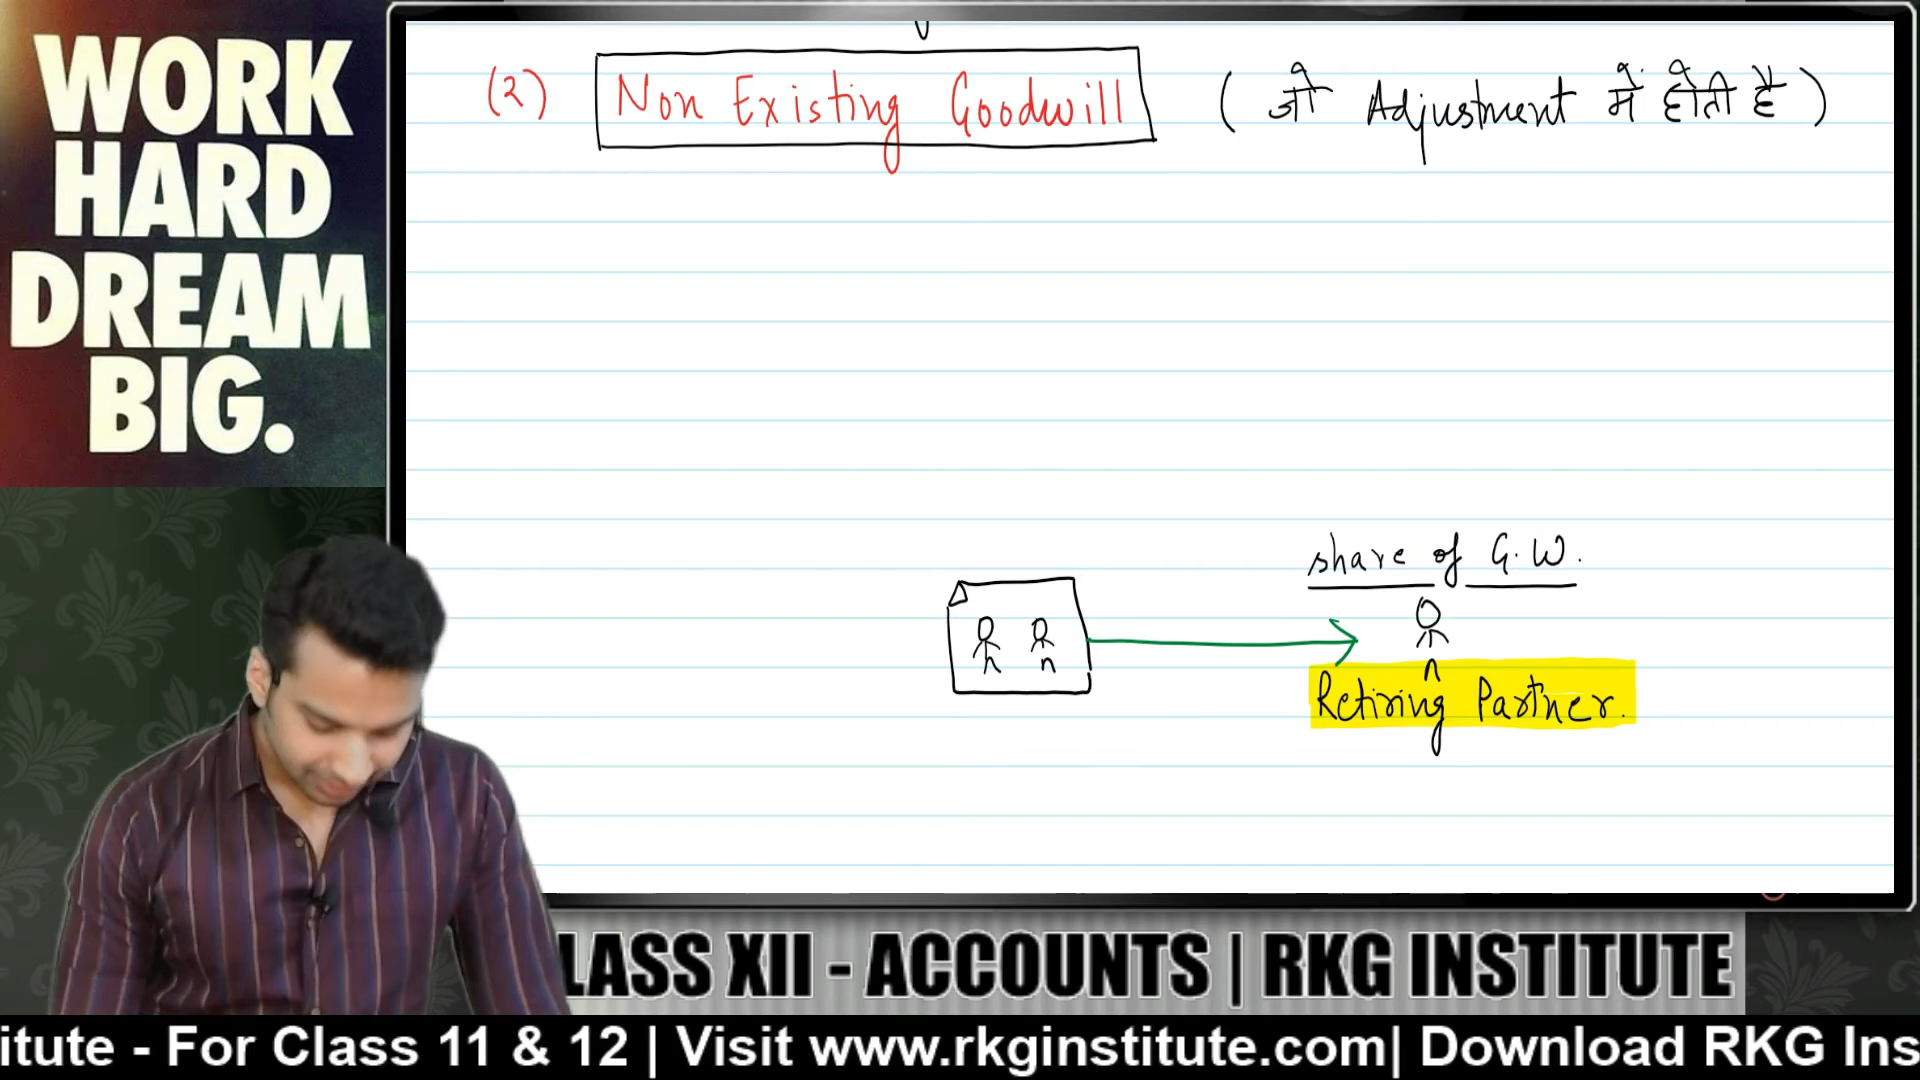 WORK
HARD
DREAM
BIG.
(2) Non Existing Goodwill (जो Adjustment में होती है)
share of G.W.
Retiring Partner.
LASS XII - ACCOUNTS | RKG INSTITUTE
itute - For Class 11 & 12 | Visit www.rkginstitute.com| Download RKG Ins